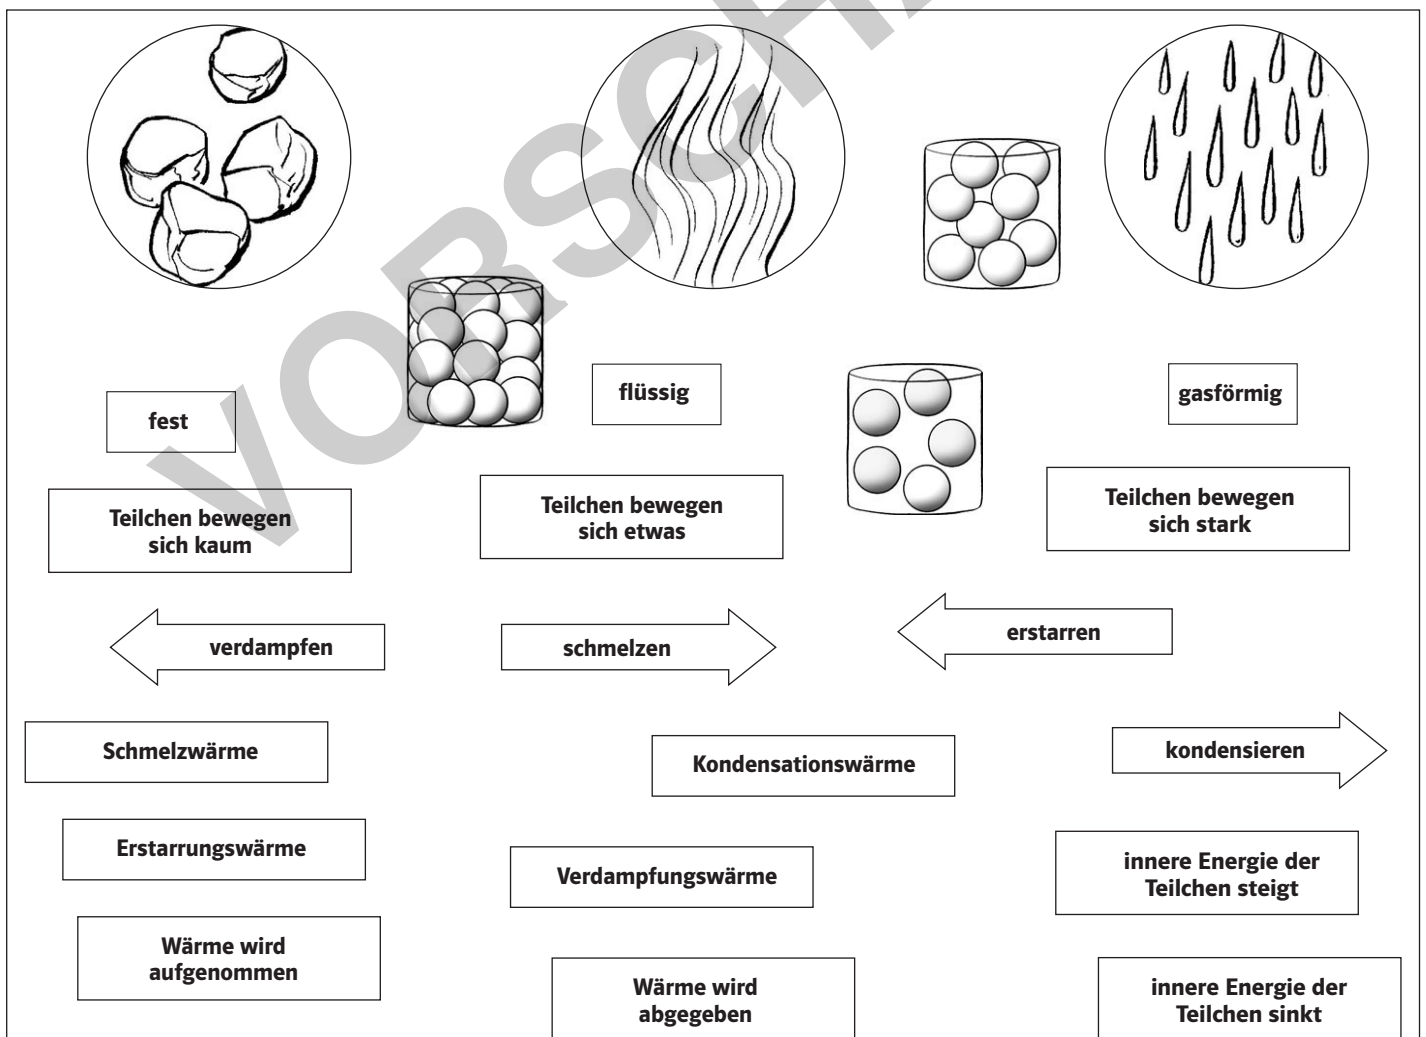 VORSCHA
fest
flüssig
gasförmig
Teilchen bewegen
sich kaum
Teilchen bewegen
sich etwas
Teilchen bewegen
sich stark
verdampfen
schmelzen
erstarren
Schmelzwärme
Kondensationswärme
kondensieren
Erstarrungswärme
Verdampfungswärme
innere Energie der
Teilchen steigt
Wärme wird
aufgenommen
Wärme wird
abgegeben
innere Energie der
Teilchen sinkt